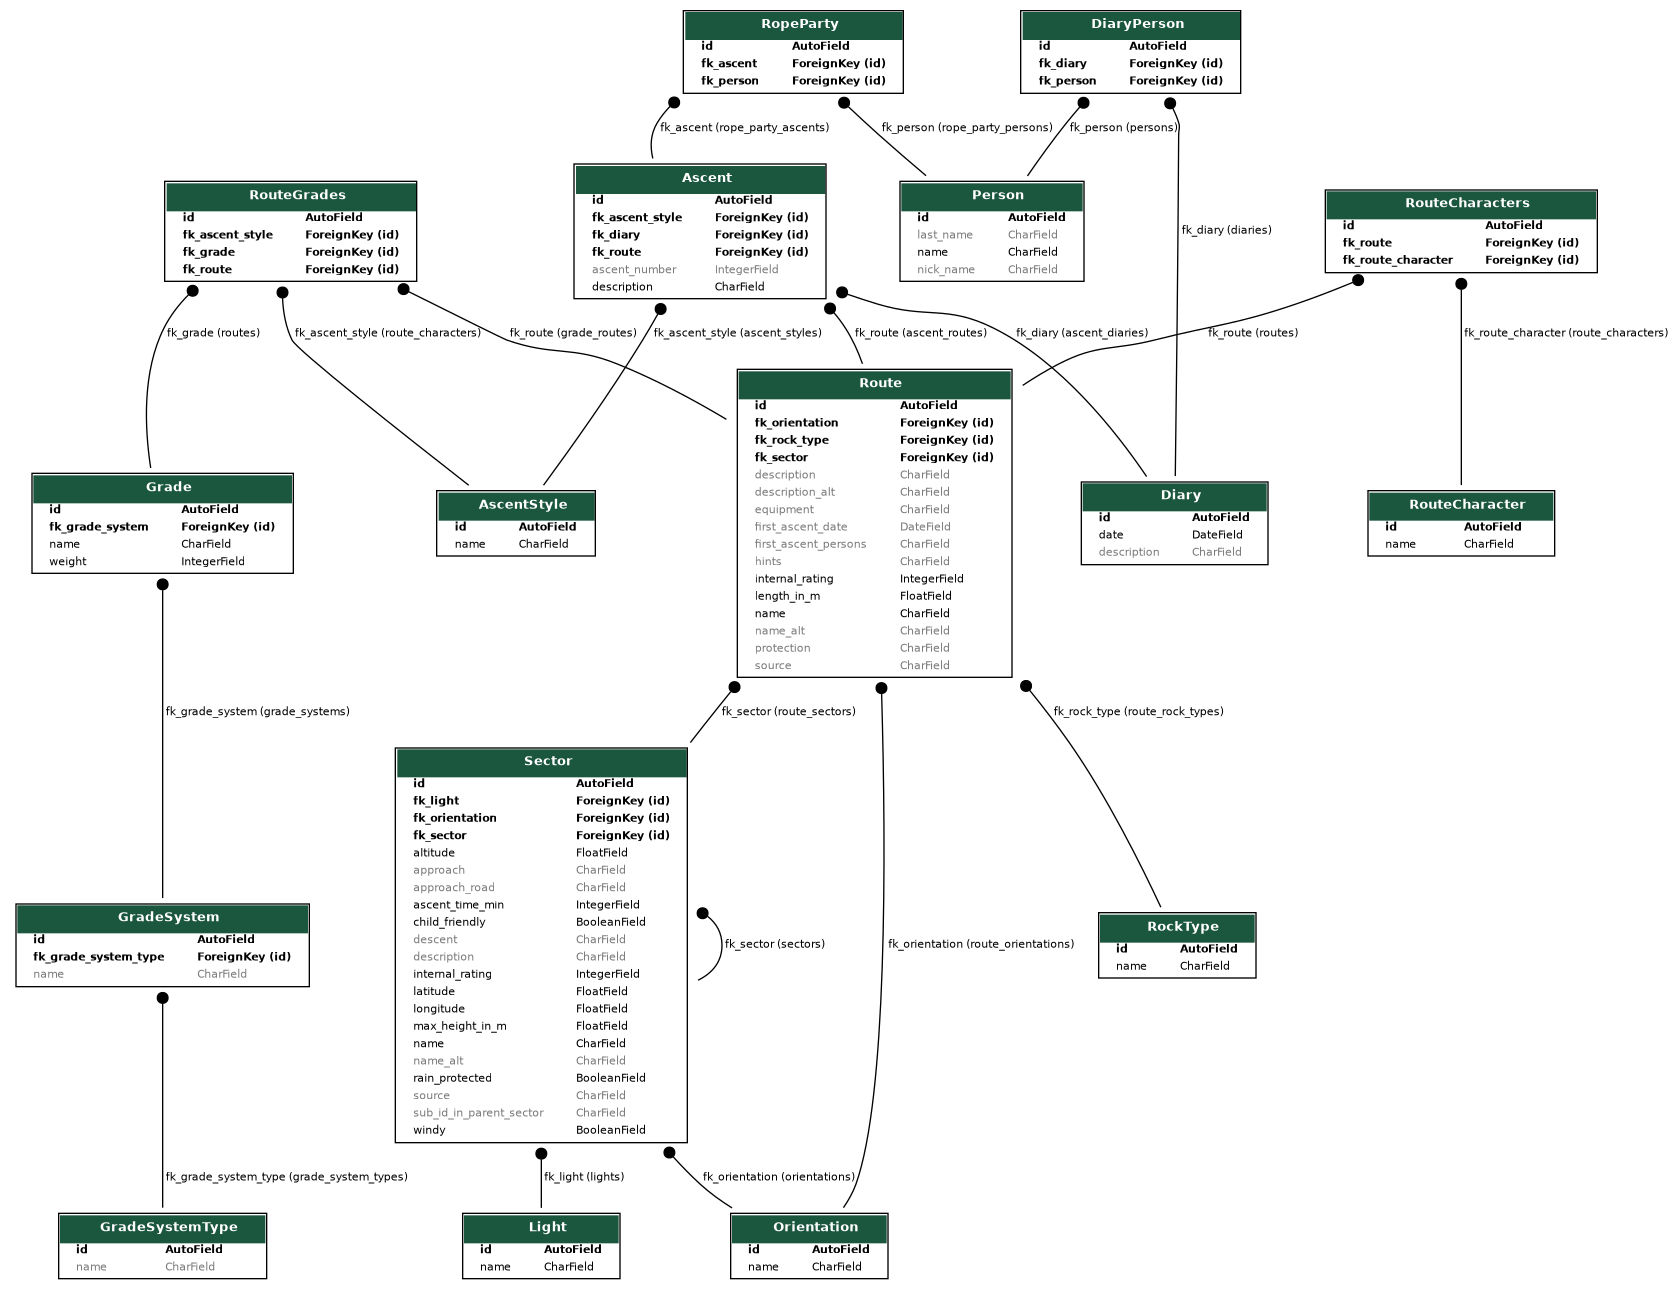 RopeParty
id AutoField
fk_ascent ForeignKey (id)
fk_person ForeignKey (id)
DiaryPerson
id AutoField
fk_diary ForeignKey (id)
fk_person ForeignKey (id)
fk_ascent (rope_party_ascents)
fk_person (rope_party_persons)
fk_person (persons)
RouteGrades
id AutoField
fk_ascent_style ForeignKey (id)
fk_grade ForeignKey (id)
fk_route ForeignKey (id)
Ascent
id AutoField
fk_ascent_style ForeignKey (id)
fk_diary ForeignKey (id)
fk_route ForeignKey (id)
ascent_number IntegerField
description CharField
Person
id AutoField
last_name CharField
name CharField
nick_name CharField
fk_diary (diaries)
RouteCharacters
id AutoField
fk_route ForeignKey (id)
fk_route_character ForeignKey (id)
fk_grade (routes)
fk_ascent_style (route_characters)
fk_route (grade_routes)
fk_ascent_style (ascent_styles)
fk_route (ascent_routes)
fk_diary (ascent_diaries)
fk_route (routes)
fk_route_character (route_characters)
Grade
id AutoField
fk_grade_system ForeignKey (id)
name CharField
weight IntegerField
AscentStyle
id AutoField
name CharField
Route
id AutoField
fk_orientation ForeignKey (id)
fk_rock_type ForeignKey (id)
fk_sector ForeignKey (id)
description CharField
description_alt CharField
equipment CharField
first_ascent_date DateField
first_ascent_persons CharField
hints CharField
internal_rating IntegerField
length_in_m FloatField
name CharField
name_alt CharField
protection CharField
source CharField
Diary
id AutoField
date DateField
description CharField
RouteCharacter
id AutoField
name CharField
fk_grade_system (grade_systems)
fk_sector (route_sectors)
fk_rock_type (route_rock_types)
Sector
id AutoField
fk_light ForeignKey (id)
fk_orientation ForeignKey (id)
fk_sector ForeignKey (id)
altitude FloatField
approach CharField
approach_road CharField
ascent_time_min IntegerField
child_friendly BooleanField
descent CharField
description CharField
internal_rating IntegerField
latitude FloatField
longitude FloatField
max_height_in_m FloatField
name CharField
name_alt CharField
rain_protected BooleanField
source CharField
sub_id_in_parent_sector CharField
windy BooleanField
fk_sector (sectors)
fk_orientation (route_orientations)
GradeSystem
id AutoField
fk_grade_system_type ForeignKey (id)
name CharField
RockType
id AutoField
name CharField
fk_grade_system_type (grade_system_types)
fk_light (lights)
fk_orientation (orientations)
GradeSystemType
id AutoField
name CharField
Light
id AutoField
name CharField
Orientation
id AutoField
name CharField